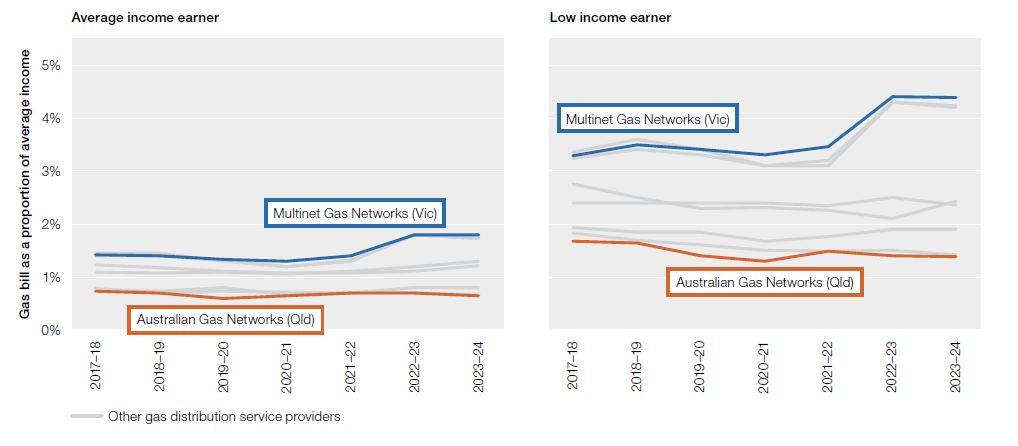 Average income earner
Low income earner
Gas bill as a proportion of average income
5%
4%
3%
2%
1%
0%
Multinet Gas Networks (Vic)
Australian Gas Networks (Qld)
2017–18
2018–19
2019–20
2020–21
2021–22
2022–23
2023–24
Multinet Gas Networks (Vic)
Australian Gas Networks (Qld)
2017–18
2018–19
2019–20
2020–21
2021–22
2022–23
2023–24
Other gas distribution service providers